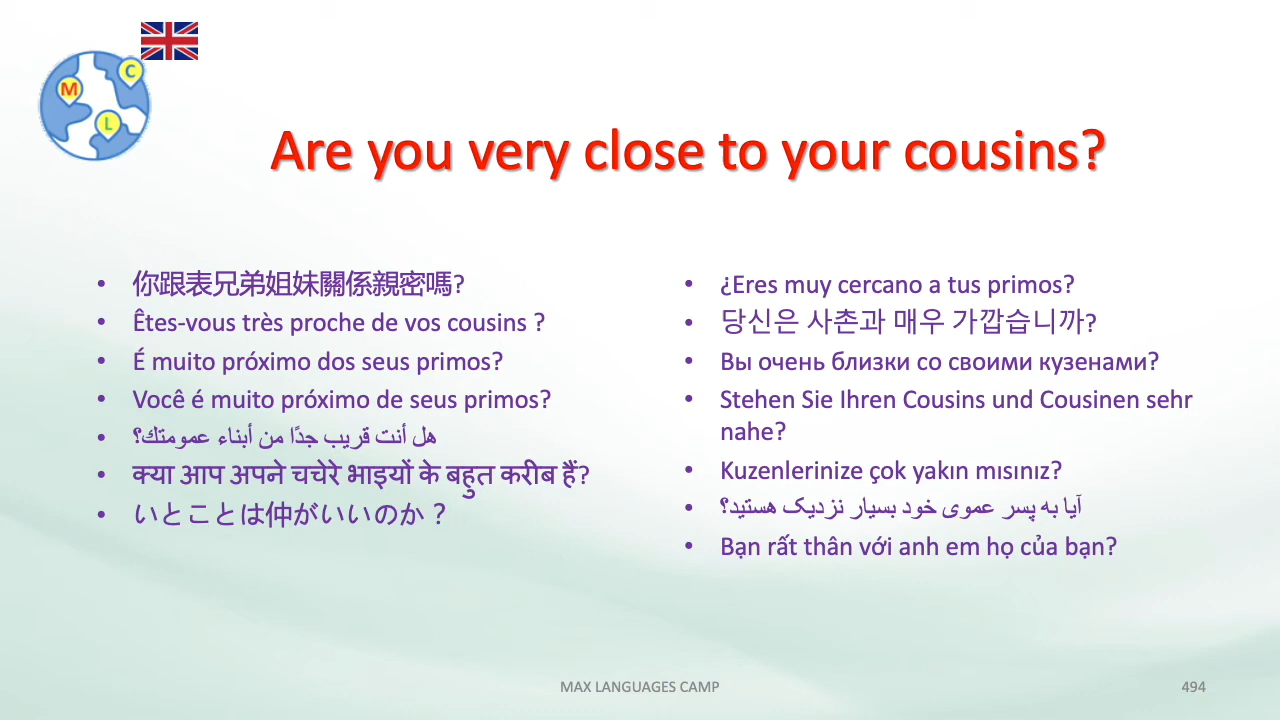 M
C
L
Are you very close to your cousins?
• 你跟表兄弟姐妹關係親密嗎?
• Êtes-vous très proche de vos cousins ?
• É muito próximo dos seus primos?
• Você é muito próximo de seus primos?
• هل أنت قريب جدًا من أبناء عمومتك؟
• क्या आप अपने चचेरे भाइयों के बहुत करीब हैं?
• いとことは仲がいいのか？
• ¿Eres muy cercano a tus primos?
• 당신은 사촌과 매우 가깝습니까?
• Вы очень близки со своими кузенами?
• Stehen Sie Ihren Cousins und Cousinen sehr
nahe?
• Kuzenlerinize çok yakın mısınız?
• آیا به پسر عموی خود بسیار نزدیک هستید؟
• Bạn rất thân với anh em họ của bạn?
MAX LANGUAGES CAMP
494